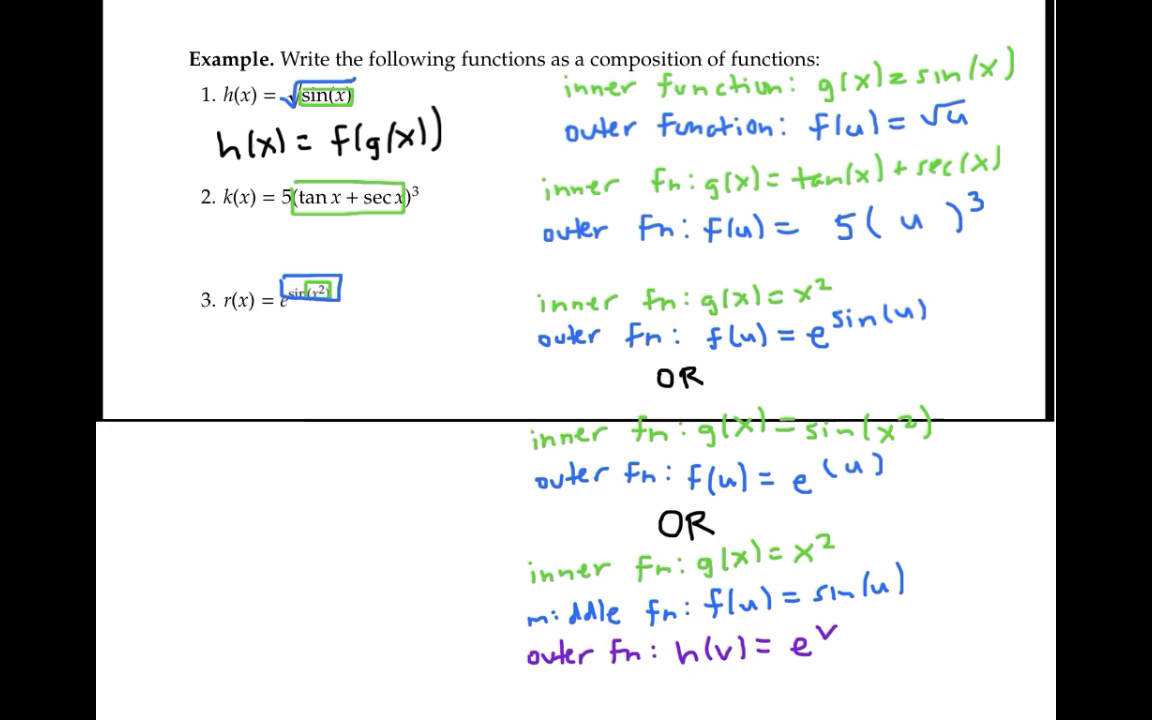 Example. Write the following functions as a composition of functions:
1. h(x) = √sin(x)
inner function: g(x) = sin(x)
outer function: f(u) = √u
h(x) = f(g(x))
2. k(x) = 5(tan x + sec x)³
inner fn: g(x) = tan(x) + sec(x)
outer fn: f(u) = 5( u )³
3. r(x) = e^sin(x²)
inner fn: g(x) = x²
outer fn: f(u) = e^sin(u)
OR
inner fn: g(x) = sin(x²)
outer fn: f(u) = e^(u)
OR
inner fn: g(x) = x²
middle fn: f(u) = sin(u)
outer fn: h(v) = e^v